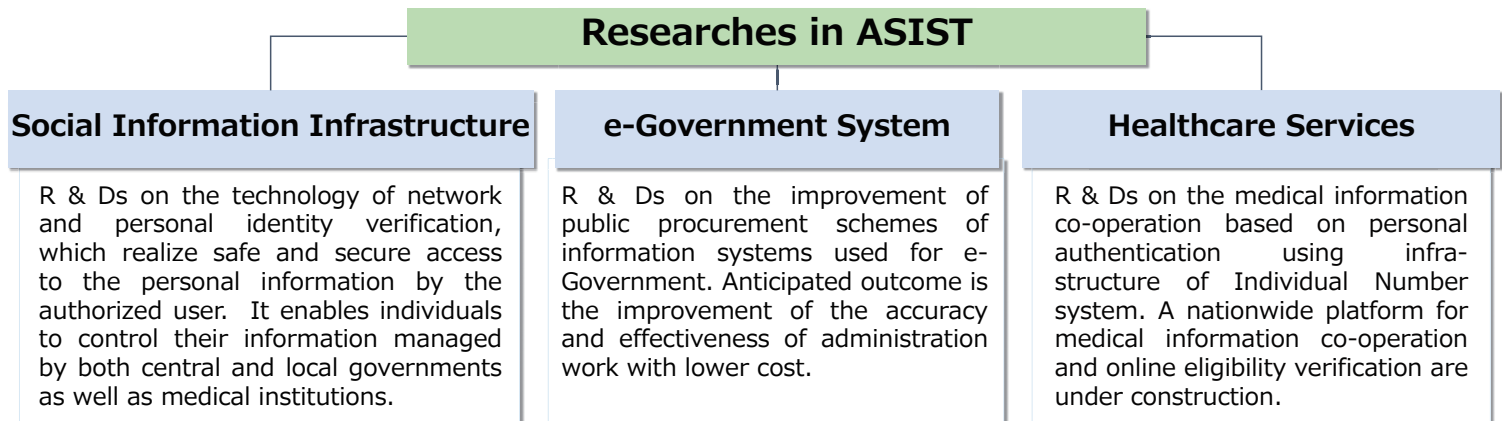 Researches in ASIST
Social Information Infrastructure
R & Ds on the technology of network
and personal identity verification,
which realize safe and secure access
to the personal information by the
authorized user. It enables individuals
to control their information managed
by both central and local governments
as well as medical institutions.
e-Government System
R & Ds on the improvement of
public procurement schemes of
information systems used for e-
Government. Anticipated outcome is
the improvement of the accuracy
and effectiveness of administration
work with lower cost.
Healthcare Services
R & Ds on the medical information
co-operation based on personal
authentication using infra-
structure of Individual Number
system. A nationwide platform for
medical information co-operation
and online eligibility verification are
under construction.